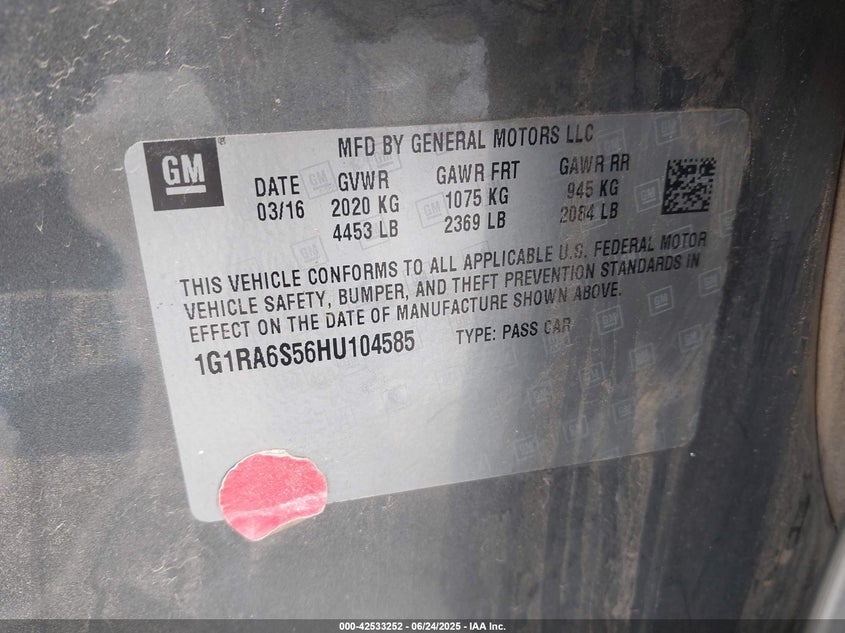 GM
MFD BY GENERAL MOTORS LLC
DATE GVWR GAWR FRT GAWR RR
03/16 2020 KG 1075 KG 945 KG
4453 LB 2369 LB 2084 LB
THIS VEHICLE CONFORMS TO ALL APPLICABLE U.S. FEDERAL MOTOR
VEHICLE SAFETY, BUMPER, AND THEFT PREVENTION STANDARDS IN
EFFECT ON THE DATE OF MANUFACTURE SHOWN ABOVE.
1G1RA6S56HU104585 TYPE: PASS CAR
000-42533252 | 06/24/2025 - IAA Inc.